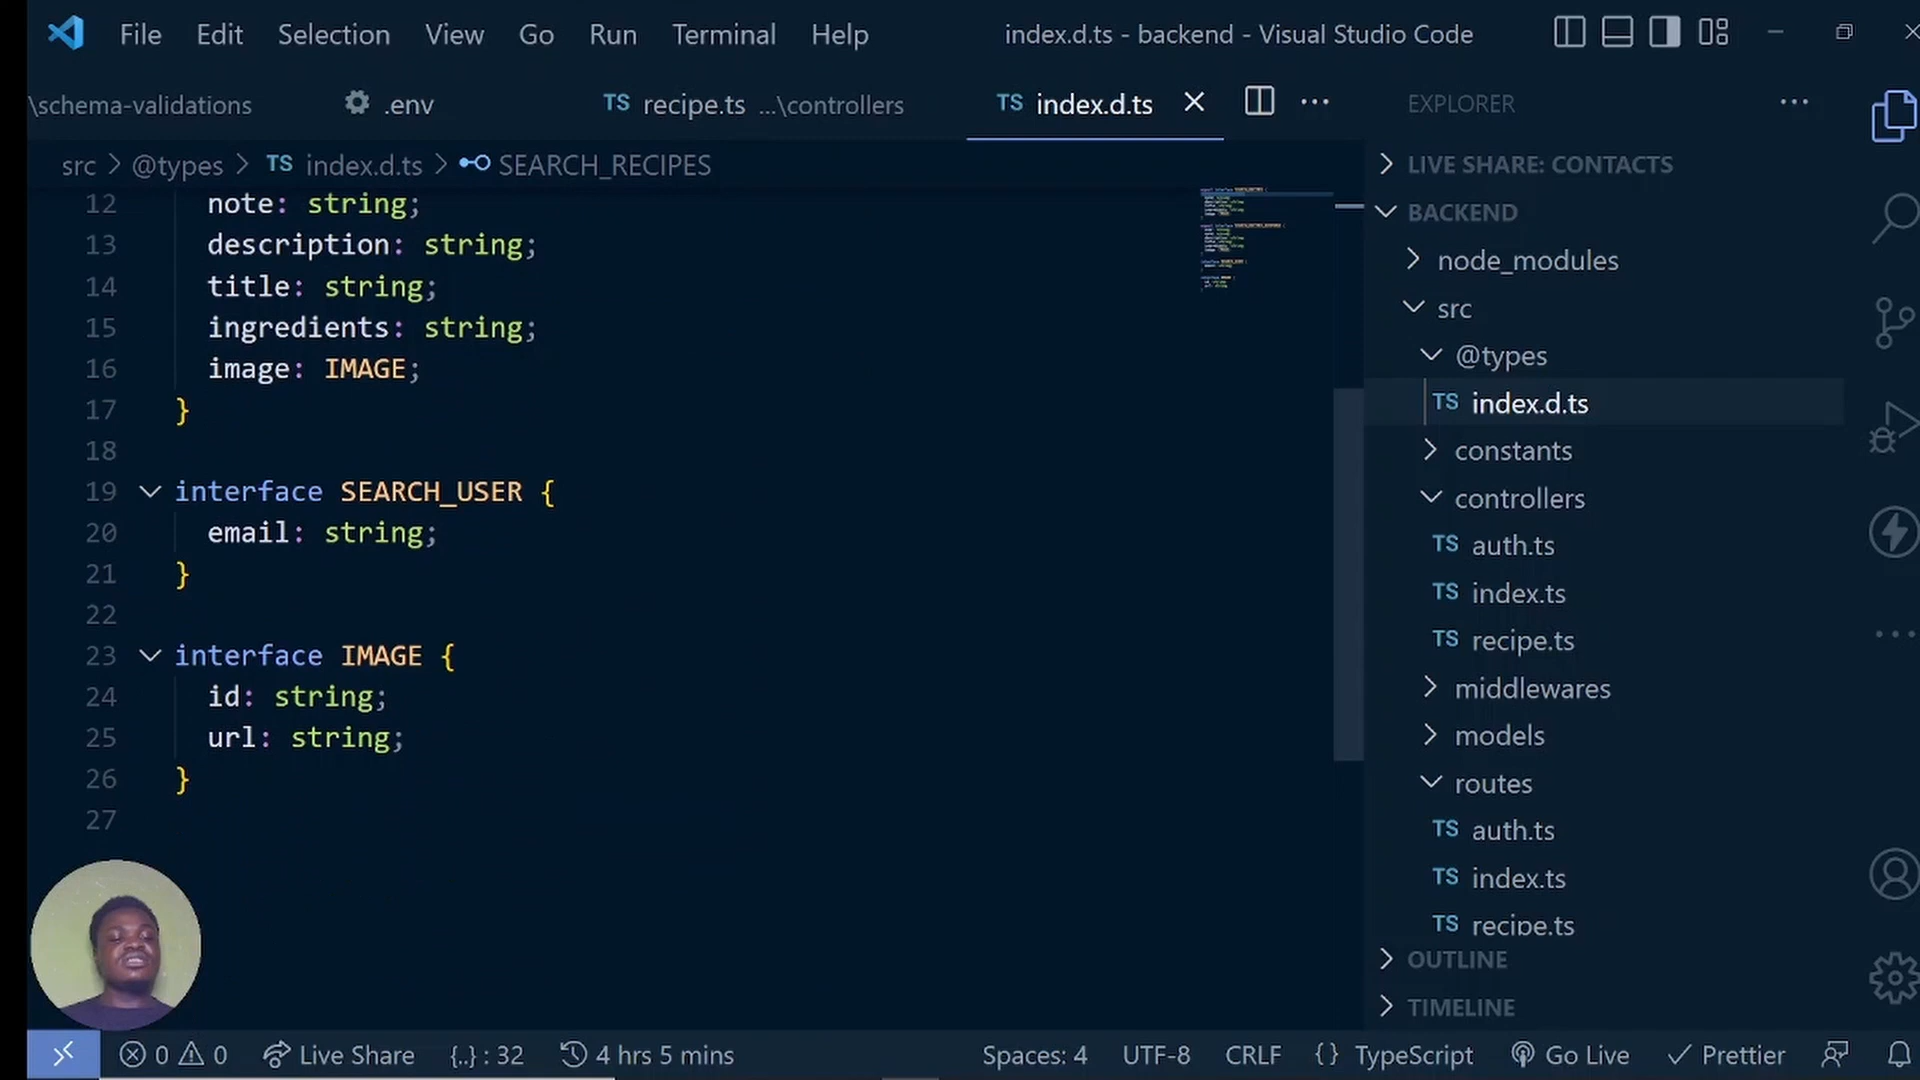 File Edit Selection View Go Run Terminal Help index.d.ts - backend - Visual Studio Code
\schema-validations .env TS recipe.ts ...\controllers TS index.d.ts
src > @types > TS index.d.ts > SEARCH_RECIPES
12 note: string;
13 description: string;
14 title: string;
15 ingredients: string;
16 image: IMAGE;
17 }
18
19 interface SEARCH_USER {
20 email: string;
21 }
22
23 interface IMAGE {
24 id: string;
25 url: string;
26 }
27
EXPLORER
LIVE SHARE: CONTACTS
BACKEND
node_modules
src
@types
TS index.d.ts
constants
controllers
TS auth.ts
TS index.ts
TS recipe.ts
middlewares
models
routes
TS auth.ts
TS index.ts
TS recipe.ts
OUTLINE
TIMELINE
0 0 Live Share {..} : 32 4 hrs 5 mins Spaces: 4 UTF-8 CRLF {} TypeScript Go Live Prettier